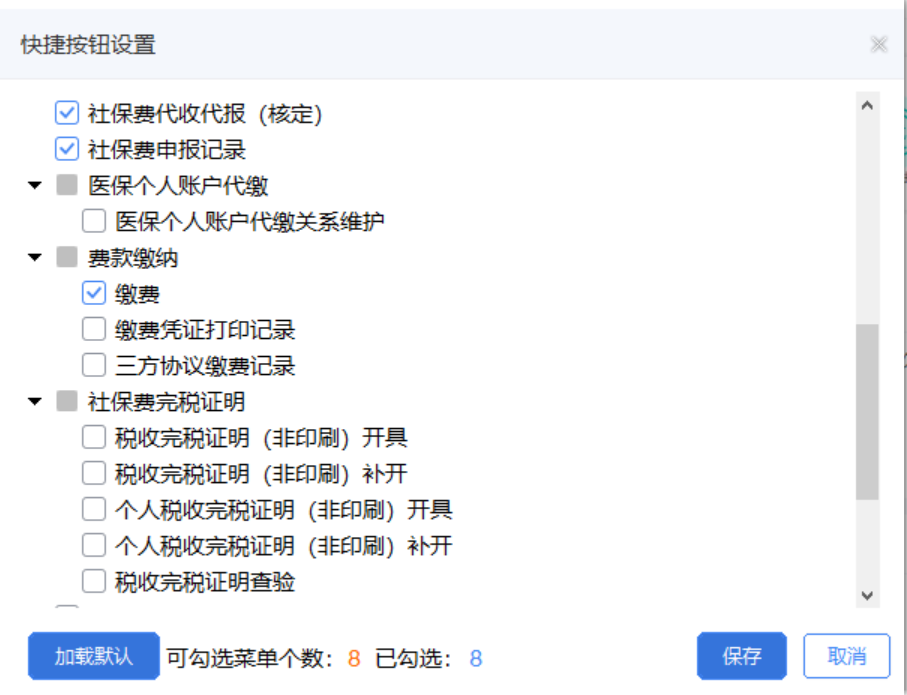 快捷按钮设置
社保费代收代报（核定）
社保费申报记录
医保个人账户代缴
医保个人账户代缴关系维护
费款缴纳
缴费
缴费凭证打印记录
三方协议缴费记录
社保费完税证明
税收完税证明（非印刷）开具
税收完税证明（非印刷）补开
个人税收完税证明（非印刷）开具
个人税收完税证明（非印刷）补开
税收完税证明查验
加载默认 可勾选菜单个数：8 已勾选：8 保存 取消